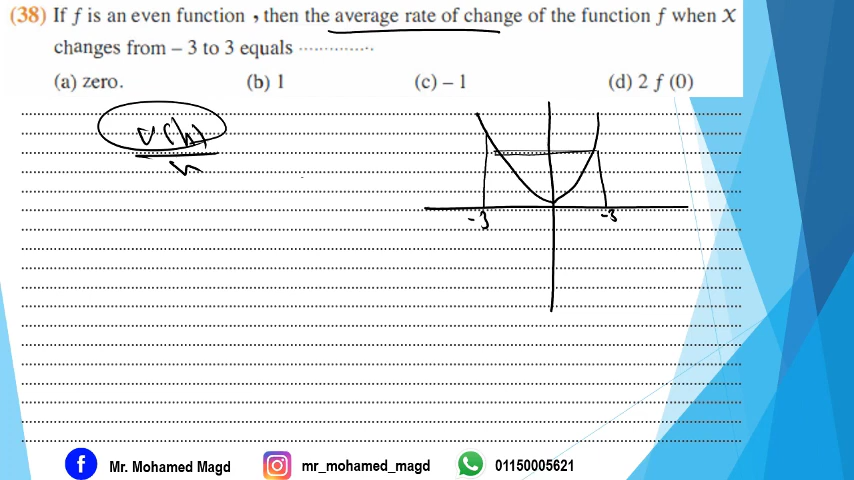 (38) If f is an even function , then the average rate of change of the function f when X
changes from – 3 to 3 equals ..............
(a) zero. (b) 1 (c) – 1 (d) 2 f (0)
V(h)
h
-3 -3
Mr. Mohamed Magd mr_mohamed_magd 01150005621